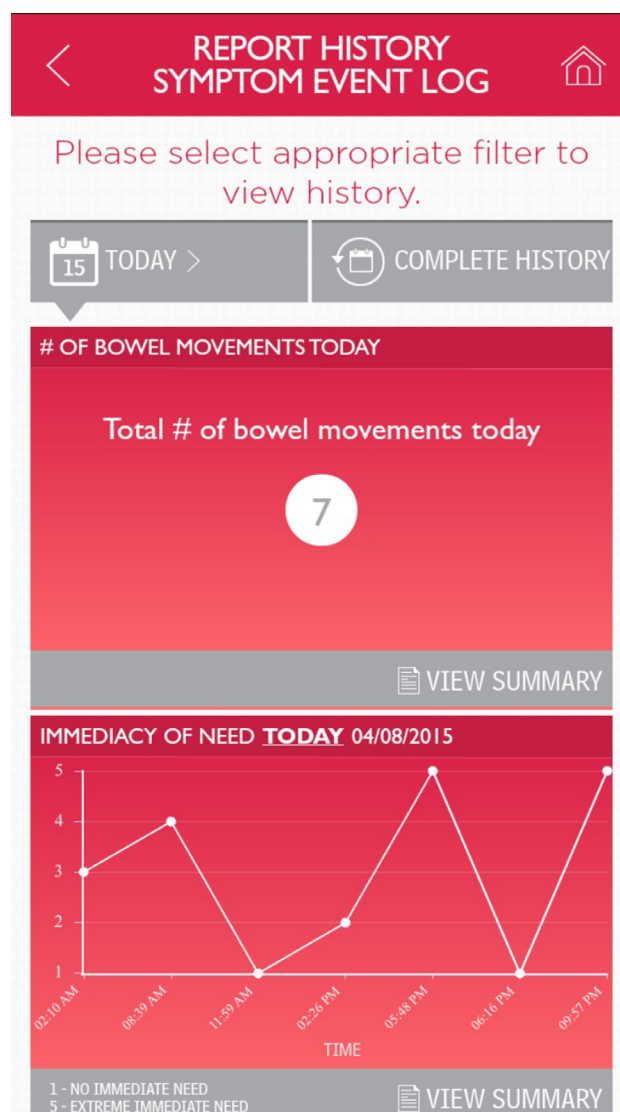 REPORT HISTORY
SYMPTOM EVENT LOG
Please select appropriate filter to
view history.
15 TODAY >
COMPLETE HISTORY
# OF BOWEL MOVEMENTS TODAY
Total # of bowel movements today
7
VIEW SUMMARY
IMMEDIACY OF NEED TODAY 04/08/2015
5
4
3
2
1
02:10 AM 08:39 AM 11:59 AM 02:26 PM 05:48 PM 06:16 PM 09:57 PM
TIME
1 - NO IMMEDIATE NEED
5 - EXTREME IMMEDIATE NEED
VIEW SUMMARY